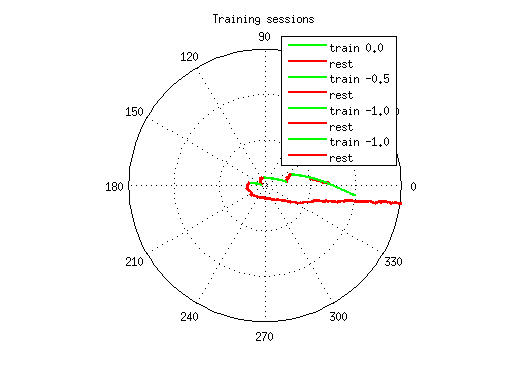 Training sessions
90
120
150
180
210
240
270
300
330
0
train 0.0
rest
train -0.5
rest
train -1.0
rest
train -1.0
rest